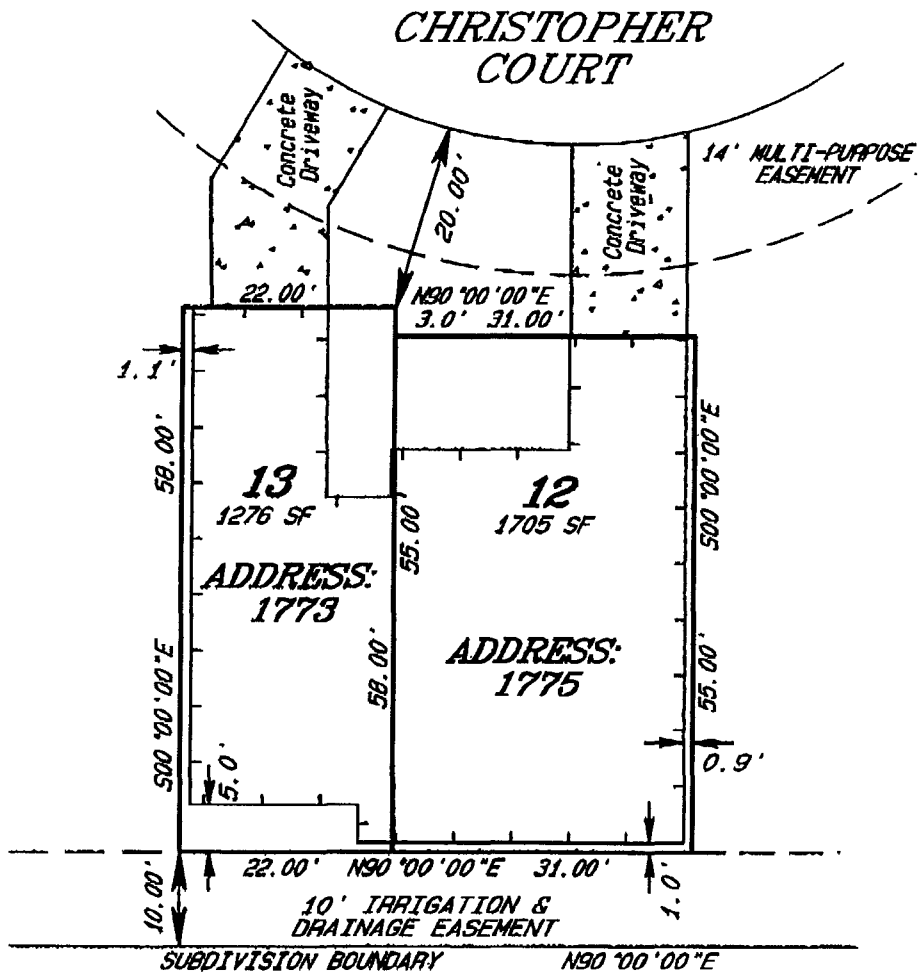 CHRISTOPHER
COURT
Concrete
Driveway
14' MULTI-PURPOSE
EASEMENT
Concrete
Driveway
20.00'
22.00'
N90°00'00"E
3.0' 31.00'
1.1'
58.00'
S00°00'00"E
13
1276 SF
12
1705 SF
55.00
ADDRESS:
1773
ADDRESS:
1775
58.00'
55.00'
S00°00'00"E
5.0'
0.9'
22.00' N90°00'00"E 31.00'
1.0'
10.00'
10' IRRIGATION &
DRAINAGE EASEMENT
SUBDIVISION BOUNDARY N90°00'00"E